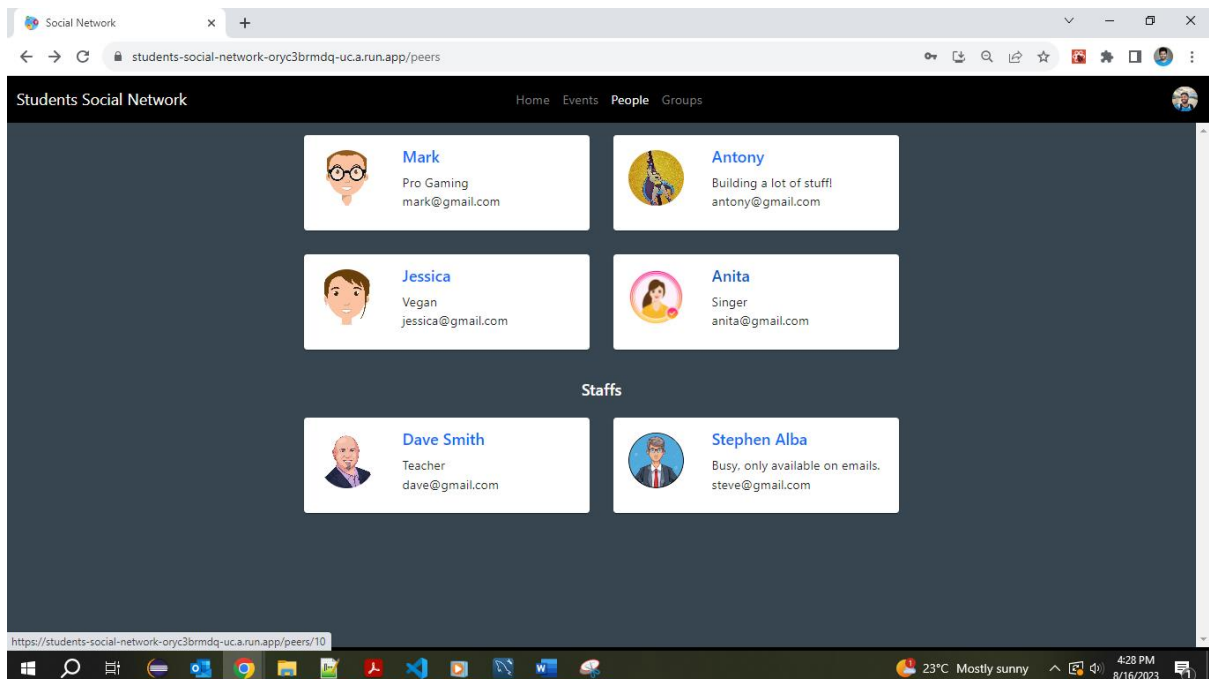 Social Network
students-social-network-oryc3brmdq-uc.a.run.app/peers
Students Social Network
Home Events People Groups
Mark
Pro Gaming
mark@gmail.com
Antony
Building a lot of stuff!
antony@gmail.com
Jessica
Vegan
jessica@gmail.com
Anita
Singer
anita@gmail.com
Staffs
Dave Smith
Teacher
dave@gmail.com
Stephen Alba
Busy, only available on emails.
steve@gmail.com
https://students-social-network-oryc3brmdq-uc.a.run.app/peers/10
23°C Mostly sunny
4:28 PM
8/16/2023